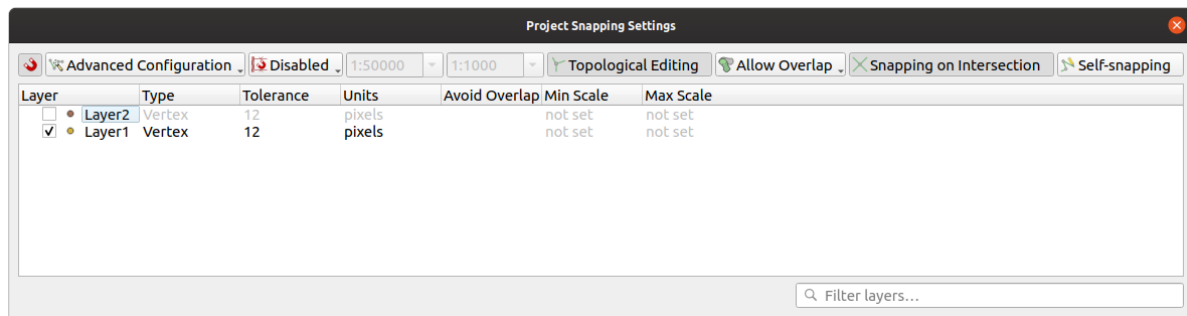 Project Snapping Settings
Advanced Configuration Disabled 1:50000 1:1000 Topological Editing Allow Overlap Snapping on Intersection Self-snapping
Layer Type Tolerance Units Avoid Overlap Min Scale Max Scale
Layer2 Vertex 12 pixels not set not set
Layer1 Vertex 12 pixels not set not set
Filter layers…